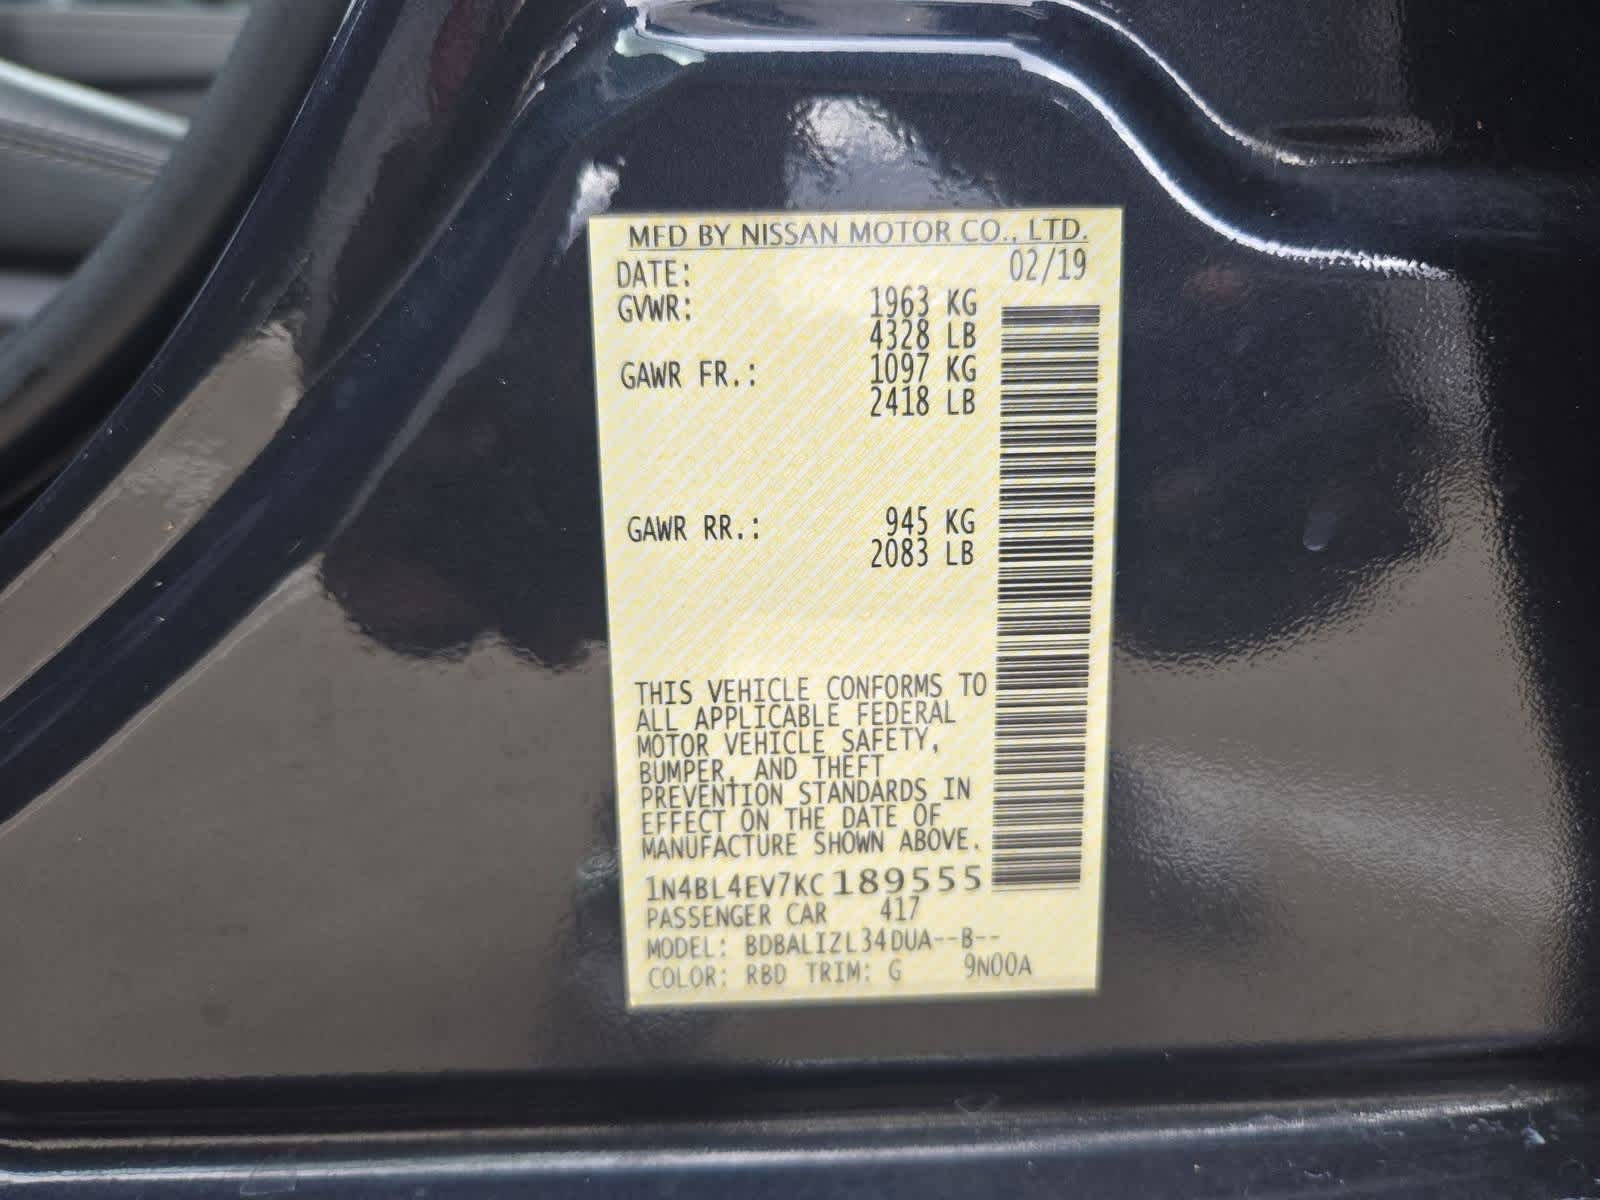 MFD BY NISSAN MOTOR CO., LTD.
DATE: 02/19
GVWR: 1963 KG
4328 LB
GAWR FR.: 1097 KG
2418 LB
GAWR RR.: 945 KG
2083 LB
THIS VEHICLE CONFORMS TO
ALL APPLICABLE FEDERAL
MOTOR VEHICLE SAFETY,
BUMPER, AND THEFT
PREVENTION STANDARDS IN
EFFECT ON THE DATE OF
MANUFACTURE SHOWN ABOVE.
1N4BL4EV7KC189555
PASSENGER CAR 417
MODEL: BDBALIZL34DUA--B--
COLOR: RBD TRIM: G 9N00A